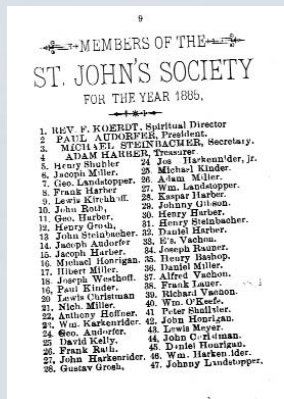 9
MEMBERS OF THE
ST. JOHN'S SOCIETY
FOR THE YEAR 1885.
1. REV. F. KOERDT, Spiritual Director
2 PAUL AUDORFER, President.
3. MICHAEL STEINBACHER, Secretary.
4 ADAM HARBER, Treasurer.
5. Henry Shubler
6. Jacoph Miller.
7. Geo. Landstopper.
8. Frank Harber
9. Lewis Kirchhoff.
10. John Roth,
11. Geo. Harber.
12. Henry Grosh,
13 John Steinbacher.
14. Jacoph Audorfer
15. Jacoph Harber.
16. Michael Honrigan.
17. Hilbert Miller.
18. Joseph Westhoff.
19. Paul Kinder.
20 Lewis Christman
21. Nich. Miller.
22. Anthony Hoffner.
23. Wm. Karkenrider.
24. Geo. Audorfer
25 David Kelly.
26. Frank Ruth.
27. John Harkenrider.
28. Gustav Grosh,
24 Jos Harkenrider, jr.
25. Michael Kinder.
26. Adam Miller.
27. Wm. Landstopper.
28. Kaspar Harber.
29. Johnny Gibson.
30. Henry Harber.
31. Henry Steinbacher.
32. Daniel Harber.
33. E's. Vachon.
34. Joseph Rauner.
35. Henry Bashop.
36. Daniel Miller.
37. Alfred Vachon.
38. Frank Lauer.
39. Richard Vachon.
40. Wm. O'Keefe.
41 Peter
42. John Honrigan.
43. Lewis Meyer.
44. John Christman.
45. Daniel Hourigan.
46. Wm. Harkenrider.
47. Johnny Landstopper.